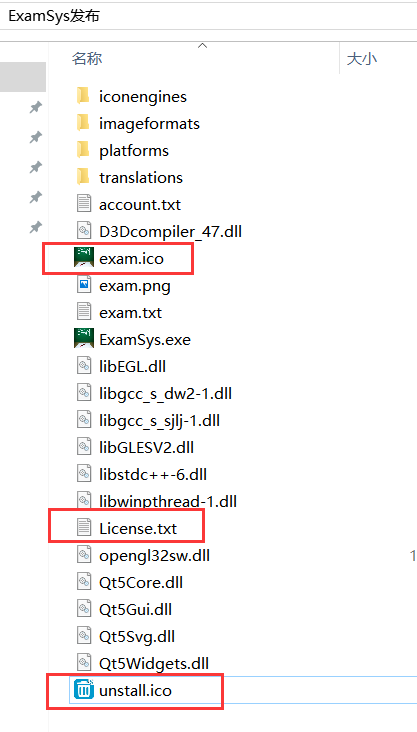 ExamSys发布
名称 大小
iconengines
imageformats
platforms
translations
account.txt
D3Dcompiler_47.dll
exam.ico
exam.png
exam.txt
ExamSys.exe
libEGL.dll
libgcc_s_dw2-1.dll
libgcc_s_sjlj-1.dll
libGLESV2.dll
libstdc++-6.dll
libwinpthread-1.dll
License.txt
opengl32sw.dll 1
Qt5Core.dll
Qt5Gui.dll
Qt5Svg.dll
Qt5Widgets.dll
unstall.ico